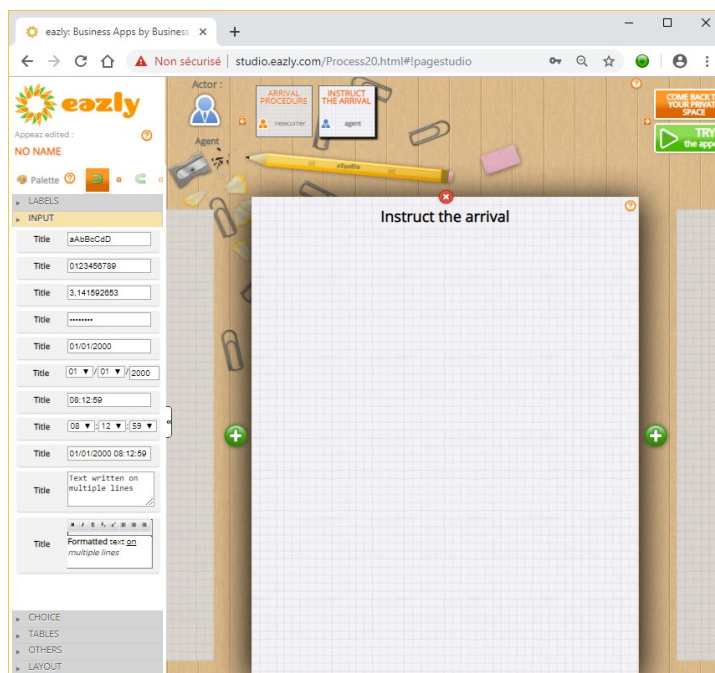 eazly: Business Apps by Business
Non sécurisé | studio.eazly.com/Process20.html#!pagestudio
eazly
Appeaz edited :
NO NAME
Palette
LABELS
INPUT
Title aAbBcCdD
Title 0123456789
Title 3,141592653
Title ••••••••
Title 01/01/2000
Title 01 / 01 / 2000
Title 08:12:59
Title 08 : 12 : 59
Title 01/01/2000 08:12:59
Title
Text written on
multiple lines
Title
Formatted text on
multiple lines
CHOICE
TABLES
OTHERS
LAYOUT
Actor :
Agent
ARRIVAL
PROCEDURE
newcorner
INSTRUCT
THE ARRIVAL
agent
studio
COME BACK T
YOUR PRIVAT
SPACE
TRY
the appe
Instruct the arrival